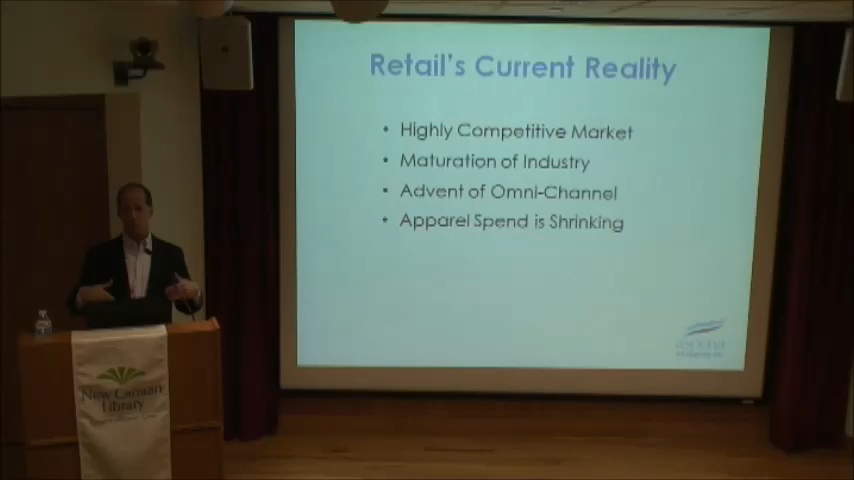 Retail's Current Reality
• Highly Competitive Market
• Maturation of Industry
• Advent of Omni-Channel
• Apparel Spend is Shrinking
New Canaan
Library